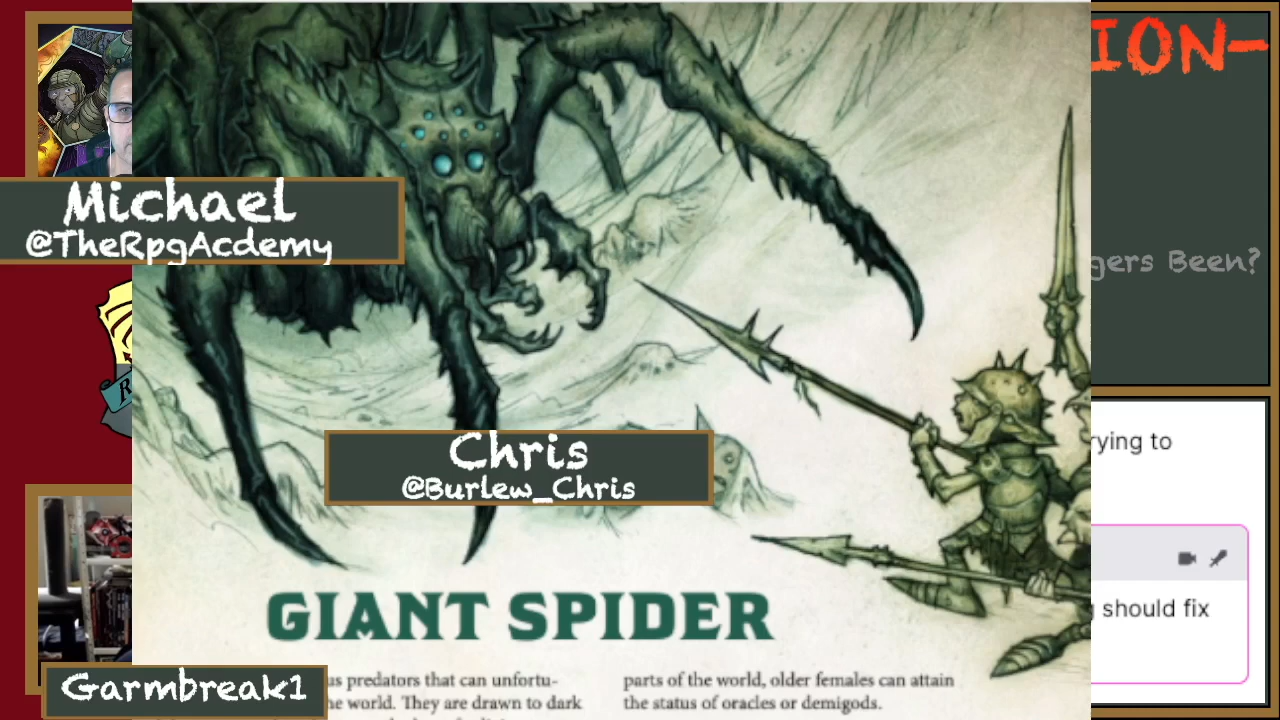 ION-
Michael
@TheRpgAcdemy
gers Been?
Chris
@Burlew_Chris
rying to
should fix
GIANT SPIDER
Garmbreak1
us predators that can unfortu-
he world. They are drawn to dark
parts of the world, older females can attain
the status of oracles or demigods.